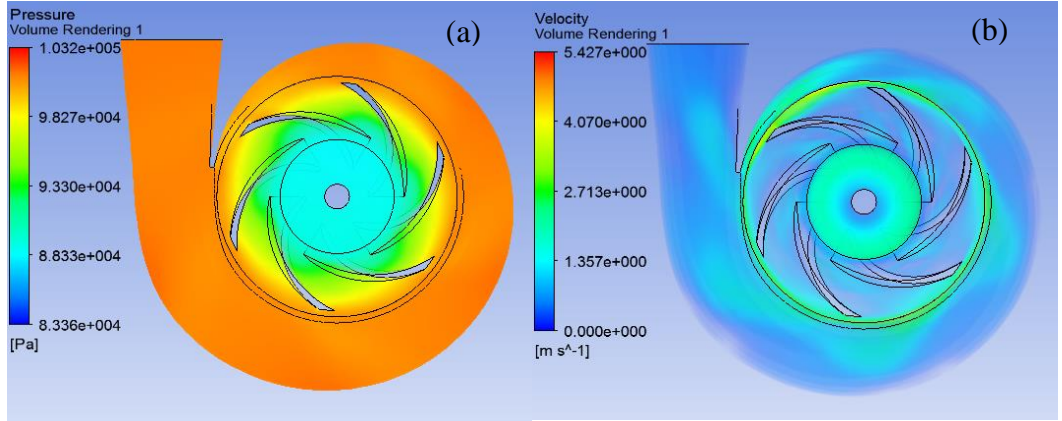 Pressure
Volume Rendering 1
(a)
1.032e+005
9.827e+004
9.330e+004
8.833e+004
8.336e+004
[Pa]
Velocity
Volume Rendering 1
(b)
5.427e+000
4.070e+000
2.713e+000
1.357e+000
0.000e+000
[m s^-1]